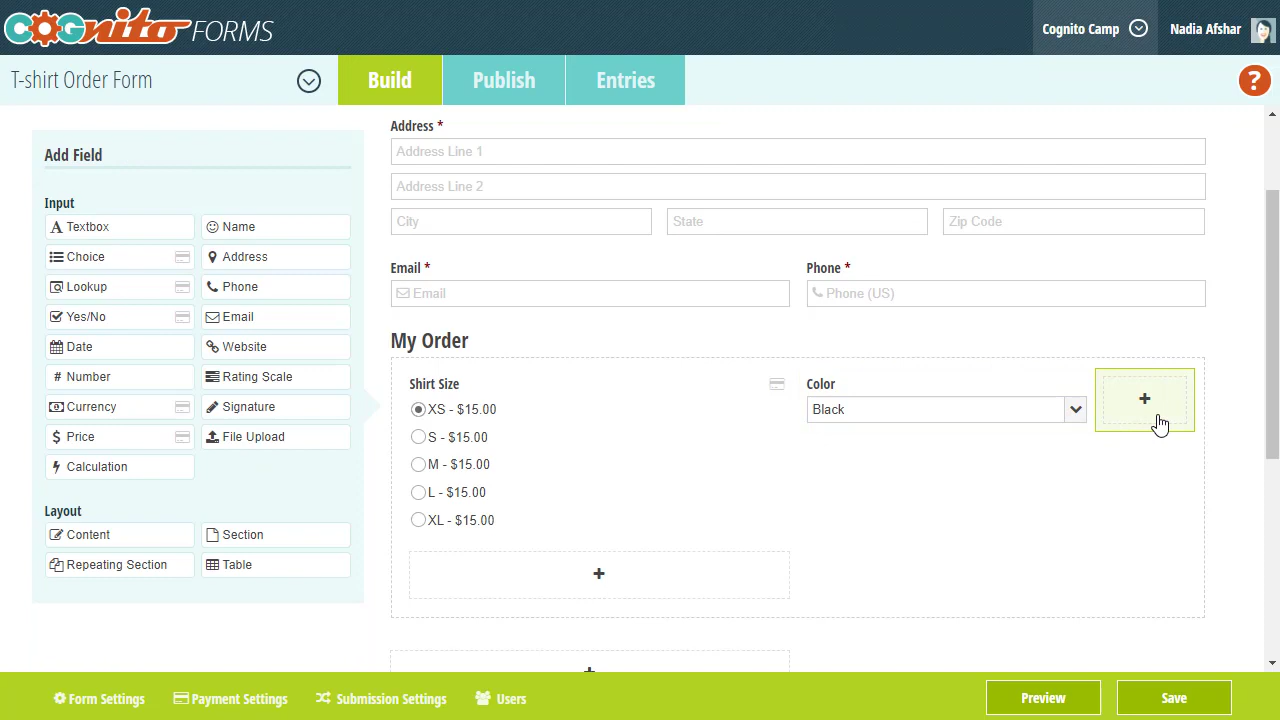 COGnito FORMS
Cognito Camp
Nadia Afshar
T-shirt Order Form
Build
Publish
Entries
?
Add Field
Input
Textbox
Name
Choice
Address
Lookup
Phone
Yes/No
Email
Date
Website
# Number
Rating Scale
Currency
Signature
$ Price
File Upload
Calculation
Layout
Content
Section
Repeating Section
Table
Address *
Address Line 1
Address Line 2
City
State
Zip Code
Email *
Phone *
Email
Phone (US)
My Order
Shirt Size
XS - $15.00
S - $15.00
M - $15.00
L - $15.00
XL - $15.00
Color
Black
+
+
Form Settings
Payment Settings
Submission Settings
Users
Preview
Save